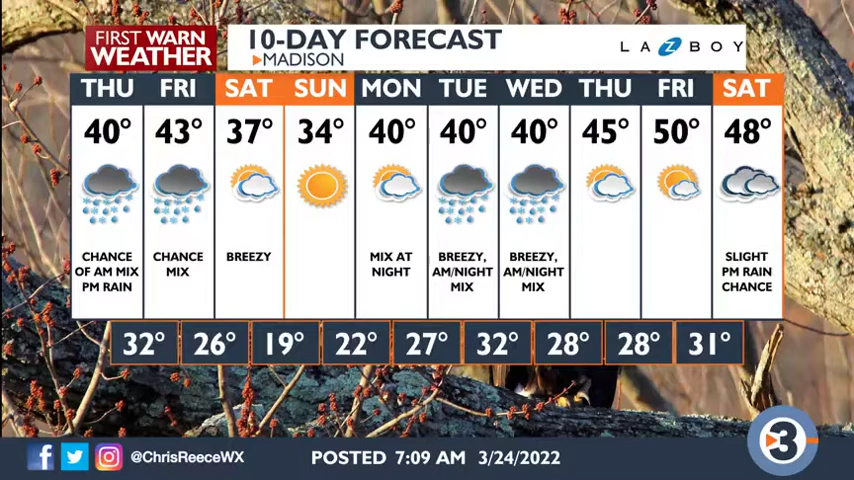 FIRST WARN
WEATHER
10-DAY FORECAST
MADISON
LA Z BOY
THU FRI SAT SUN MON TUE WED THU FRI SAT
40° 43° 37° 34° 40° 40° 40° 45° 50° 48°
CHANCE
OF AM MIX
PM RAIN
CHANCE
MIX
BREEZY
MIX AT
NIGHT
BREEZY,
AM/NIGHT
MIX
BREEZY,
AM/NIGHT
MIX
SLIGHT
PM RAIN
CHANCE
32° 26° 19° 22° 27° 32° 28° 28° 31°
@ChrisReeceWX
POSTED 7:09 AM 3/24/2022
3